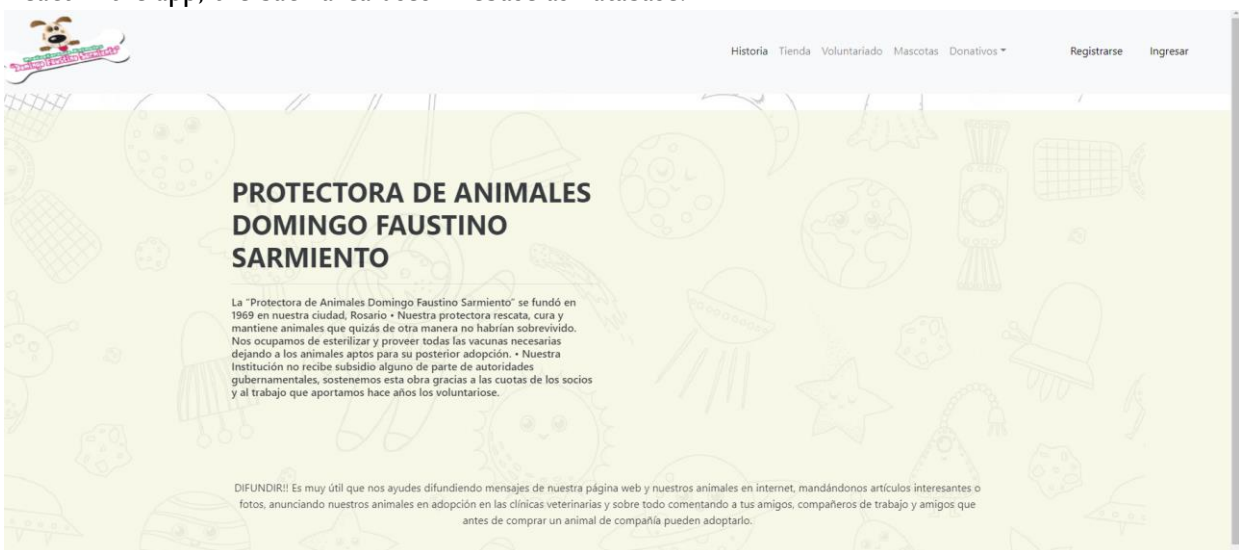 Historia Tienda Voluntariado Mascotas Donativos Registrarse Ingresar
PROTECTORA DE ANIMALES
DOMINGO FAUSTINO
SARMIENTO
La "Protectora de Animales Domingo Faustino Sarmiento" se fundó en
1969 en nuestra ciudad, Rosario • Nuestra protectora rescata, cura y
mantiene animales que quizás de otra manera no habrían sobrevivido.
Nos ocupamos de esterilizar y proveer todas las vacunas necesarias
dejando a los animales aptos para su posterior adopción. • Nuestra
Institución no recibe subsidio alguno de parte de autoridades
gubernamentales, sostenemos esta obra gracias a las cuotas de los socios
y al trabajo que aportamos hace años los voluntariose.
DIFUNDIR!! Es muy útil que nos ayudes difundiendo mensajes de nuestra página web y nuestros animales en internet, mandándonos artículos interesantes o
fotos, anunciando nuestros animales en adopción en las clínicas veterinarias y sobre todo comentando a tus amigos, compañeros de trabajo y amigos que
antes de comprar un animal de compañía pueden adoptarlo.